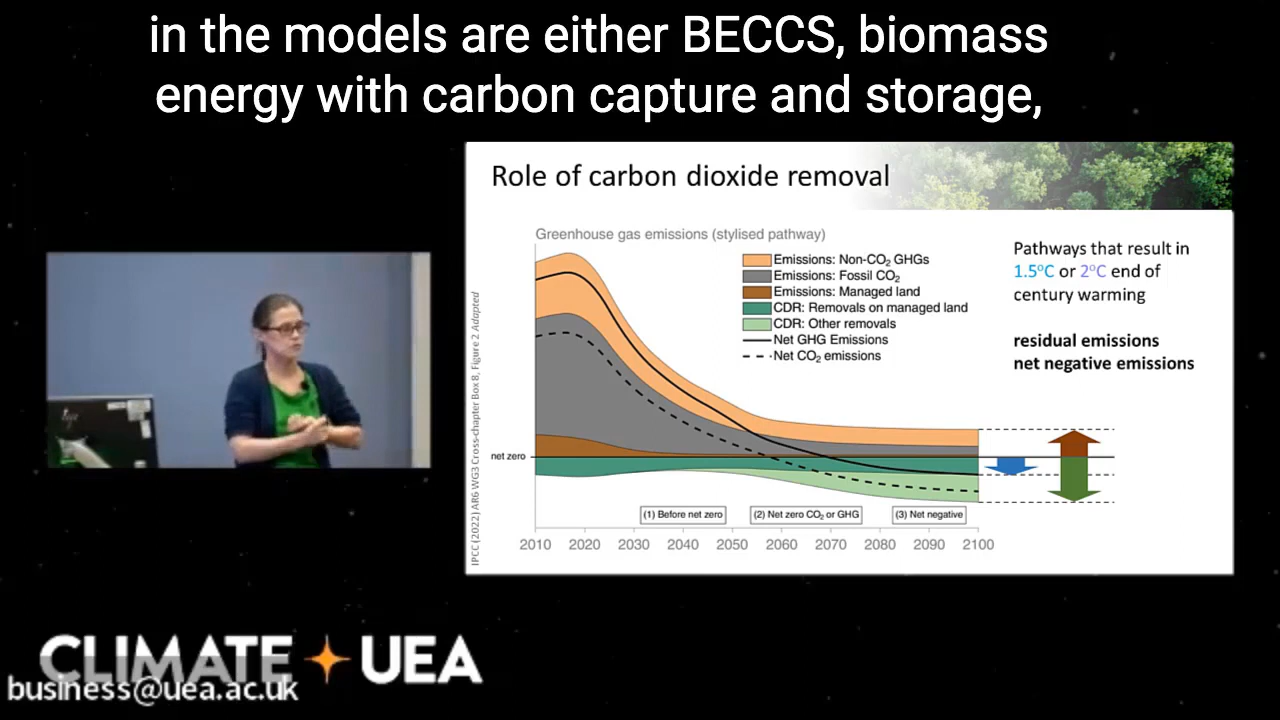 in the models are either BECCS, biomass
energy with carbon capture and storage,
Role of carbon dioxide removal
Greenhouse gas emissions (stylised pathway)
Emissions: Non-CO₂ GHGs
Emissions: Fossil CO₂
Emissions: Managed land
CDR: Removals on managed land
CDR: Other removals
Net GHG Emissions
Net CO₂ emissions
Pathways that result in
1.5°C or 2°C end of
century warming
residual emissions
net negative emissions
IPCC (2022) AR6 WG3 Cross-chapter Box 8, Figure 2 Adapted
net zero
(1) Before net zero
(2) Net zero CO₂ or GHG
(3) Net negative
2010 2020 2030 2040 2050 2060 2070 2080 2090 2100
CLIMATE UEA
business@uea.ac.uk